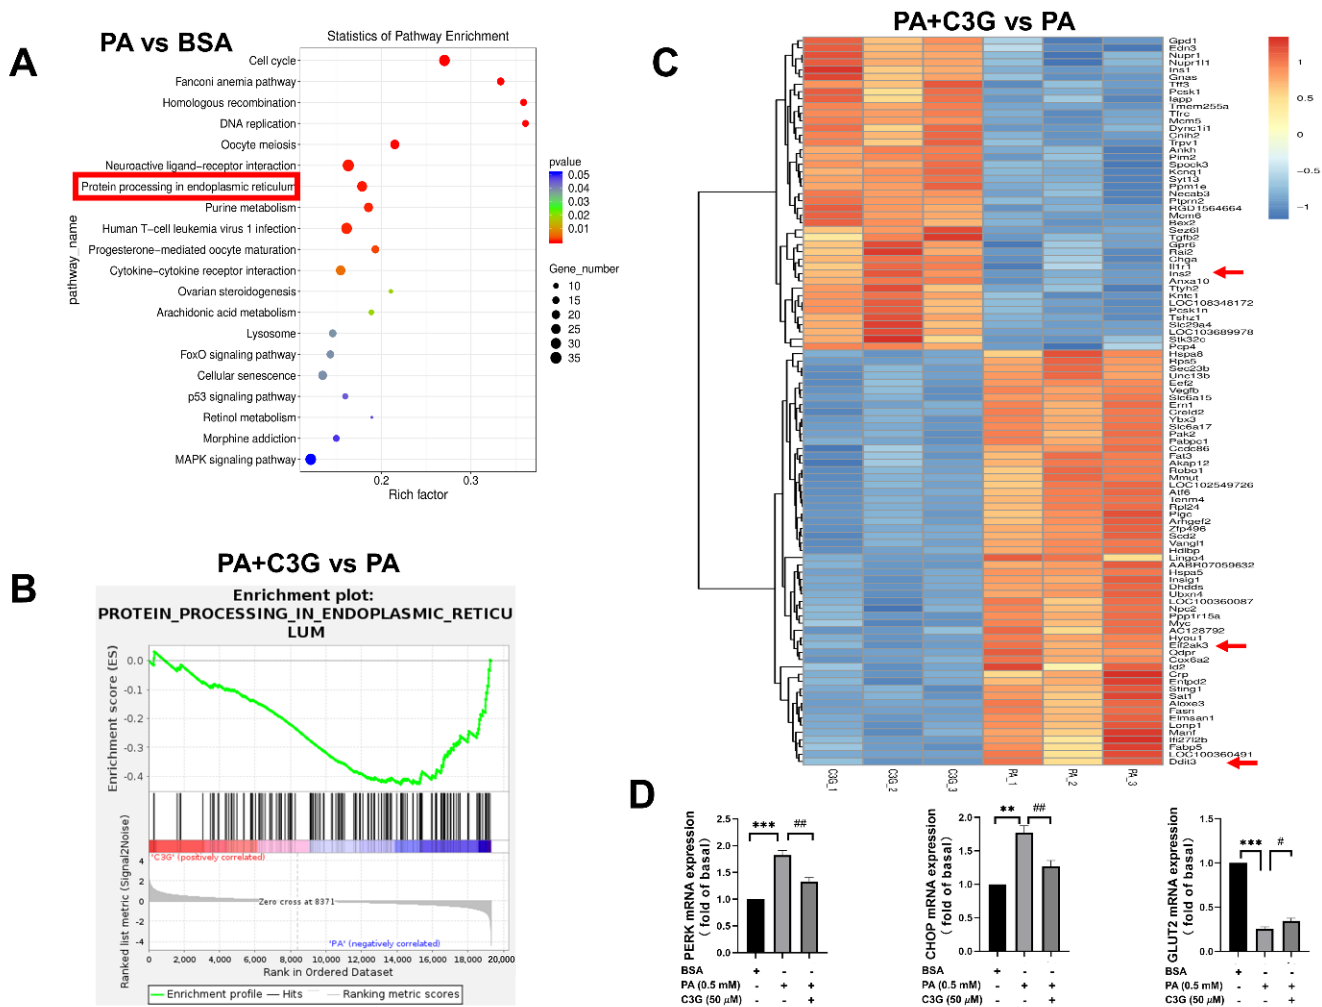 A
PA vs BSA
Statistics of Pathway Enrichment
pathway_name
Cell cycle
Fanconi anemia pathway
Homologous recombination
DNA replication
Oocyte meiosis
Neuroactive ligand−receptor interaction
Protein processing in endoplasmic reticulum
Purine metabolism
Human T−cell leukemia virus 1 infection
Progesterone−mediated oocyte maturation
Cytokine−cytokine receptor interaction
Ovarian steroidogenesis
Arachidonic acid metabolism
Lysosome
FoxO signaling pathway
Cellular senescence
p53 signaling pathway
Retinol metabolism
Morphine addiction
MAPK signaling pathway
0.2 0.3
Rich factor
pvalue
0.05
0.04
0.03
0.02
0.01
Gene_number
10
15
20
25
30
35
B
PA+C3G vs PA
Enrichment plot:
PROTEIN_PROCESSING_IN_ENDOPLASMIC_RETICU
LUM
Enrichment score (ES)
0.0
-0.1
-0.2
-0.3
-0.4
Ranked list metric (Signal2Noise)
'C3G' (positively correlated)
4
2
0
-2
-4
Zero cross at 8371
'PA' (negatively correlated)
0 2,000 4,000 6,000 8,000 10,000 12,000 14,000 16,000 18,000 20,000
Rank in Ordered Dataset
Enrichment profile Hits Ranking metric scores
C
PA+C3G vs PA
Gpd1
Edn3
Nupr1
Nupr1l1
Ins1
Gnas
Tff3
Pcsk1
Iapp
Tmem255a
Tfrc
Mcm5
Dync1i1
Cnih2
Trpv1
Ankh
Pim2
Spock3
Kcnq1
Syt13
Ppm1e
Necab3
Ptprn2
RGD1564664
Mcm6
Bex2
Sez6l
Tgfb2
Gpr6
Rai2
Chga
Il1r1
Ins2
Anxa10
Ttyh2
Kntc1
LOC108348172
Pcsk1n
Tshz1
Slc29a4
LOC103689978
Stk32c
Pcp4
Hspa8
Rps5
Sec23b
Unc13b
Eef2
Vegfb
Slc6a15
Ern1
Creld2
Ybx3
Slc6a17
Pak2
Pabpc1
Ccdc86
Fat3
Akap12
Robo1
Mmut
LOC102549726
Atf6
Tenm4
Rpl24
Pigc
Arhgef2
Zfp496
Scd2
Vangl1
Hdlbp
Lingo4
AABR07059632
Hspa5
Insig1
Dhdds
Ubxn4
LOC100360087
Npc2
Ppp1r15a
Myc
AC128792
Hyou1
Eif2ak3
Qdpr
Cox6a2
Id2
Crp
Entpd2
Sting1
Sat1
Aloxe3
Fasn
Elmsan1
Lonp1
Manf
Ifi27l2b
Fabp5
LOC100360491
Ddit3
C3G_1
C3G_2
C3G_3
PA_1
PA_2
PA_3
1
0.5
0
−0.5
−1
D
PERK mRNA expression
( fold of basal)
2.5
2.0
1.5
1.0
0.5
0.0
*** ##
BSA + - - -
PA (0.5 mM) - + +
C3G (50 μM) - - +
CHOP mRNA expression
( fold of basal)
2.0
1.5
1.0
0.5
0.0
** ##
BSA + - -
PA (0.5 mM) - + +
C3G (50 μM) - - +
GLUT2 mRNA expression
( fold of basal)
1.5
1.0
0.5
0.0
*** #
BSA + - -
PA (0.5 mM) - + +
C3G (50 μM) - - +